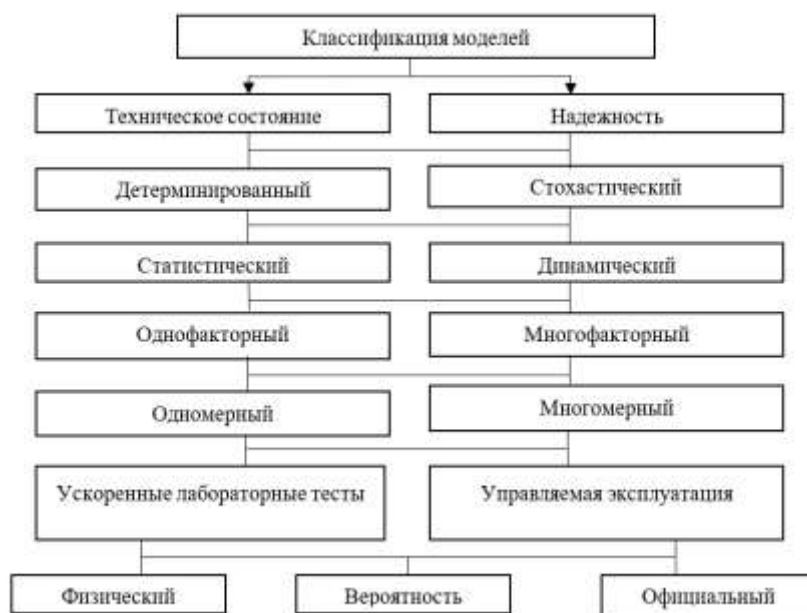 Классификация моделей
Техническое состояние
Надежность
Детерминированный
Стохастический
Статистический
Динамический
Однофакторный
Многофакторный
Одномерный
Многомерный
Ускоренные лабораторные тесты
Управляемая эксплуатация
Физический
Вероятность
Официальный